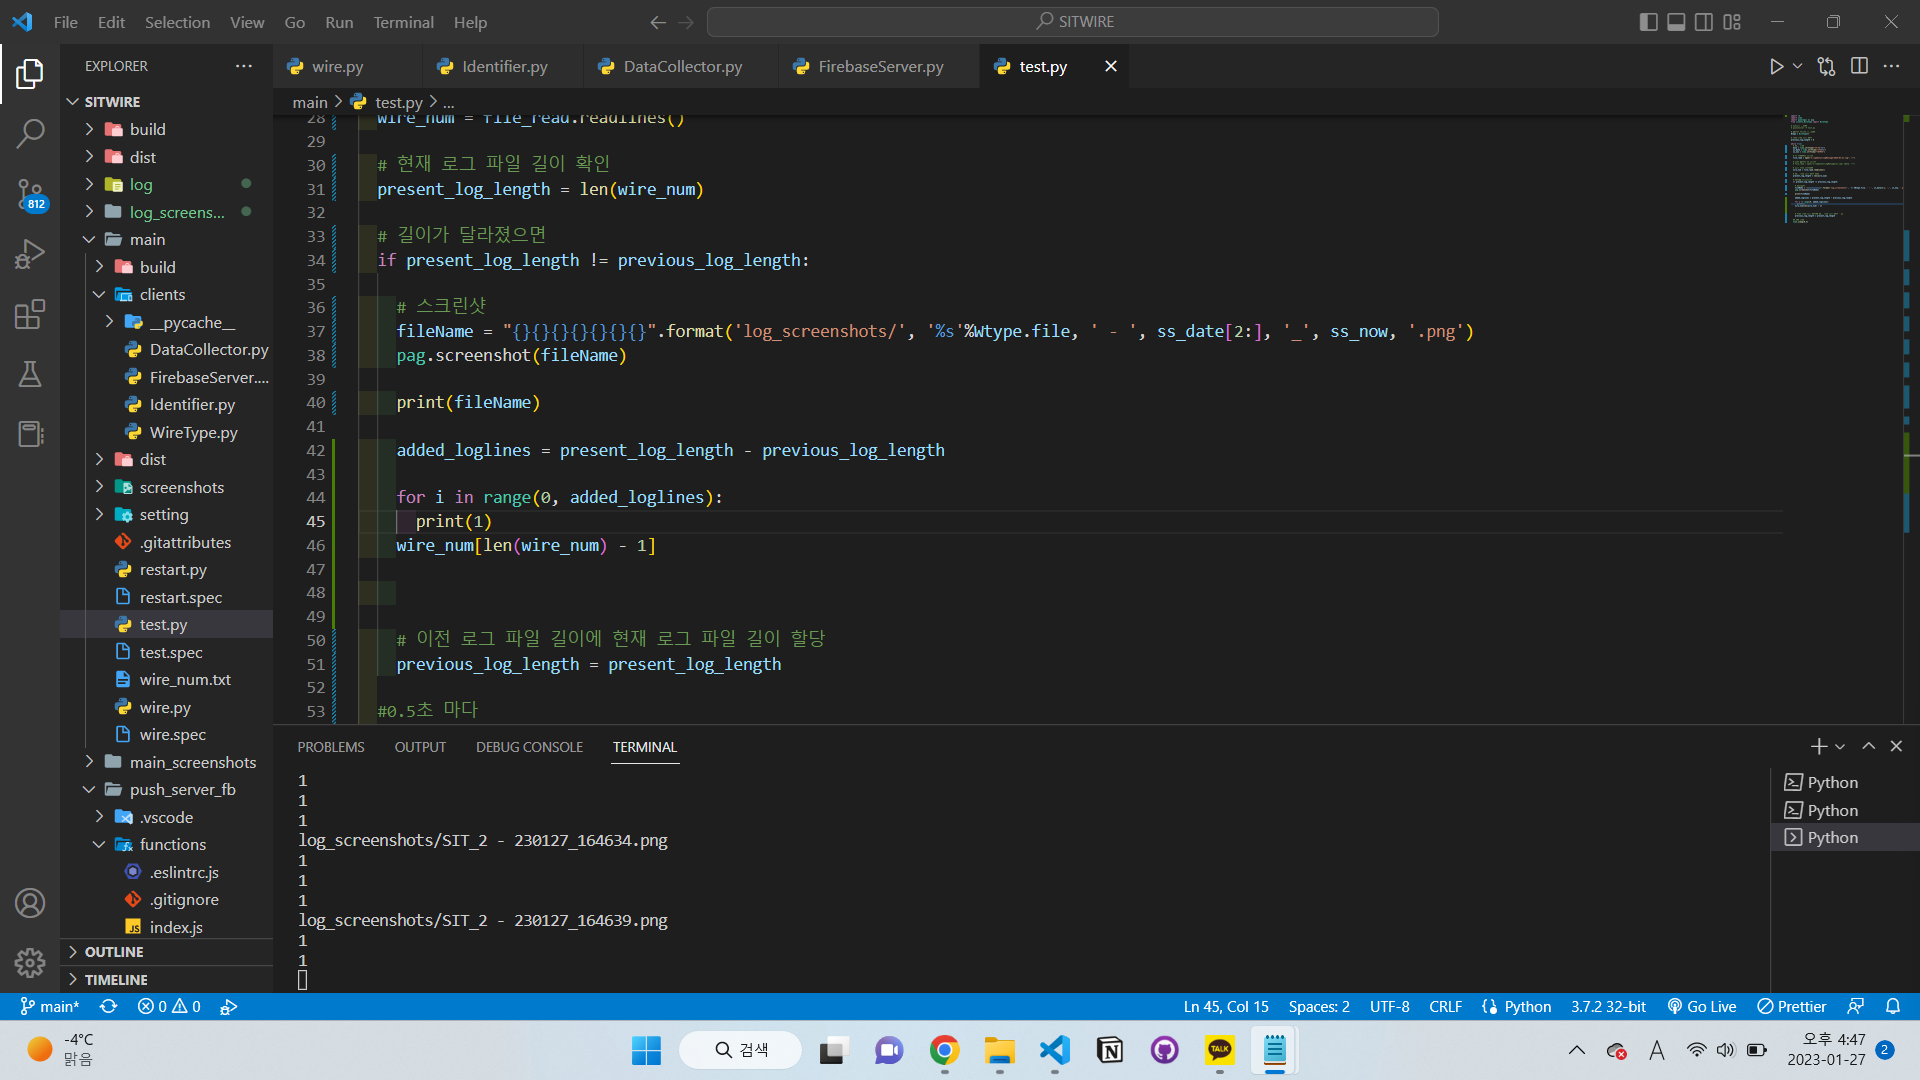 File Edit Selection View Go Run Terminal Help
SITWIRE
EXPLORER
wire.py Identifier.py DataCollector.py FirebaseServer.py test.py
SITWIRE
build
dist
log
log_screens...
main
build
clients
__pycache__
DataCollector.py
FirebaseServer....
Identifier.py
WireType.py
dist
screenshots
setting
.gitattributes
restart.py
restart.spec
test.py
test.spec
wire_num.txt
wire.py
wire.spec
main_screenshots
push_server_fb
.vscode
functions
.eslintrc.js
.gitignore
index.js
OUTLINE
TIMELINE
812
main > test.py > ...
28 wire_num = file_read.readlines()
29
30 # 현재 로그 파일 길이 확인
31 present_log_length = len(wire_num)
32
33 # 길이가 달라졌으면
34 if present_log_length != previous_log_length:
35
36 # 스크린샷
37 fileName = "{}{}{}{}{}{}{}".format('log_screenshots/', '%s'%Wtype.file, ' - ', ss_date[2:], '_', ss_now, '.png')
38 pag.screenshot(fileName)
39
40 print(fileName)
41
42 added_loglines = present_log_length - previous_log_length
43
44 for i in range(0, added_loglines):
45 print(1)
46 wire_num[len(wire_num) - 1]
47
48
49
50 # 이전 로그 파일 길이에 현재 로그 파일 길이 할당
51 previous_log_length = present_log_length
52
53 #0.5초 마다
PROBLEMS OUTPUT DEBUG CONSOLE TERMINAL
1
1
1
log_screenshots/SIT_2 - 230127_164634.png
1
1
1
log_screenshots/SIT_2 - 230127_164639.png
1
1
Python
Python
Python
main* 0 0 Ln 45, Col 15 Spaces: 2 UTF-8 CRLF Python 3.7.2 32-bit Go Live Prettier
-4°C
맑음
검색
TALK
A
오후 4:47
2023-01-27
2